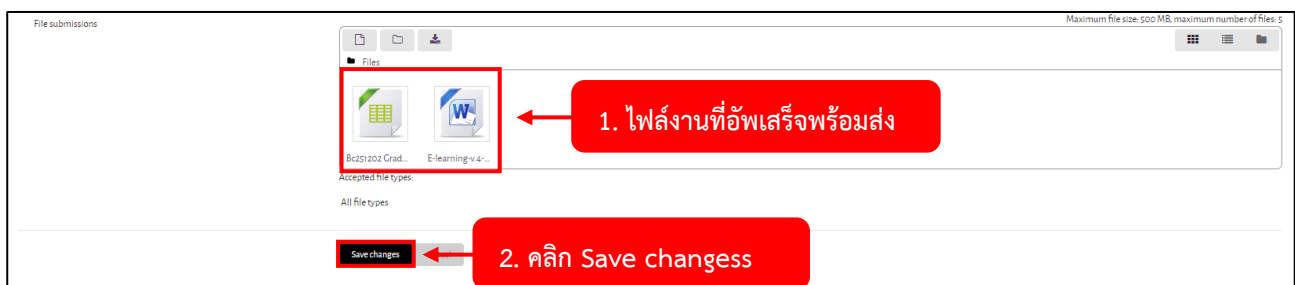 File submissions
Maximum file size: 500 MB, maximum number of files: 5
Files
1. ไฟล์งานที่อัพเสร็จพร้อมส่ง
Bc251202 Grad... E-learning-v.4-...
Accepted file types:
All file types
Save changes
2. คลิก Save changess